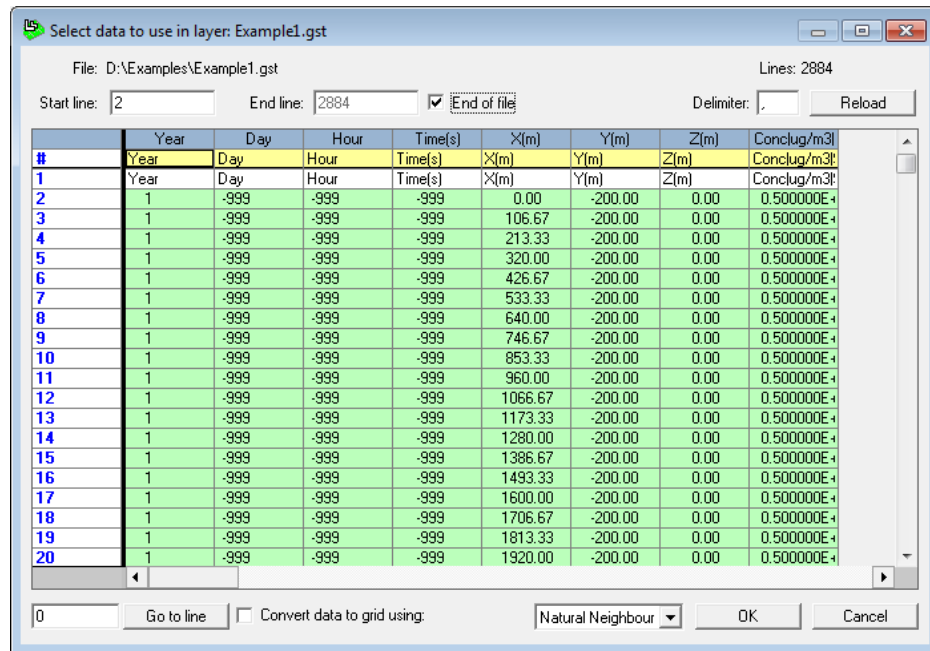 Select data to use in layer: Example1.gst
File: D:\Examples\Example1.gst Lines: 2884
Start line: 2 End line: 2884 End of file Delimiter: , Reload
Year Day Hour Time(s) X(m) Y(m) Z(m) Conc|ug/m3|
# Year Day Hour Time(s) X(m) Y(m) Z(m) Conc|ug/m3|
1 Year Day Hour Time(s) X(m) Y(m) Z(m) Conc|ug/m3|
2 1 -999 -999 -999 0.00 -200.00 0.00 0.500000E+
3 1 -999 -999 -999 106.67 -200.00 0.00 0.500000E+
4 1 -999 -999 -999 213.33 -200.00 0.00 0.500000E+
5 1 -999 -999 -999 320.00 -200.00 0.00 0.500000E+
6 1 -999 -999 -999 426.67 -200.00 0.00 0.500000E+
7 1 -999 -999 -999 533.33 -200.00 0.00 0.500000E+
8 1 -999 -999 -999 640.00 -200.00 0.00 0.500000E+
9 1 -999 -999 -999 746.67 -200.00 0.00 0.500000E+
10 1 -999 -999 -999 853.33 -200.00 0.00 0.500000E+
11 1 -999 -999 -999 960.00 -200.00 0.00 0.500000E+
12 1 -999 -999 -999 1066.67 -200.00 0.00 0.500000E+
13 1 -999 -999 -999 1173.33 -200.00 0.00 0.500000E+
14 1 -999 -999 -999 1280.00 -200.00 0.00 0.500000E+
15 1 -999 -999 -999 1386.67 -200.00 0.00 0.500000E+
16 1 -999 -999 -999 1493.33 -200.00 0.00 0.500000E+
17 1 -999 -999 -999 1600.00 -200.00 0.00 0.500000E+
18 1 -999 -999 -999 1706.67 -200.00 0.00 0.500000E+
19 1 -999 -999 -999 1813.33 -200.00 0.00 0.500000E+
20 1 -999 -999 -999 1920.00 -200.00 0.00 0.500000E+
0 Go to line Convert data to grid using: Natural Neighbour OK Cancel